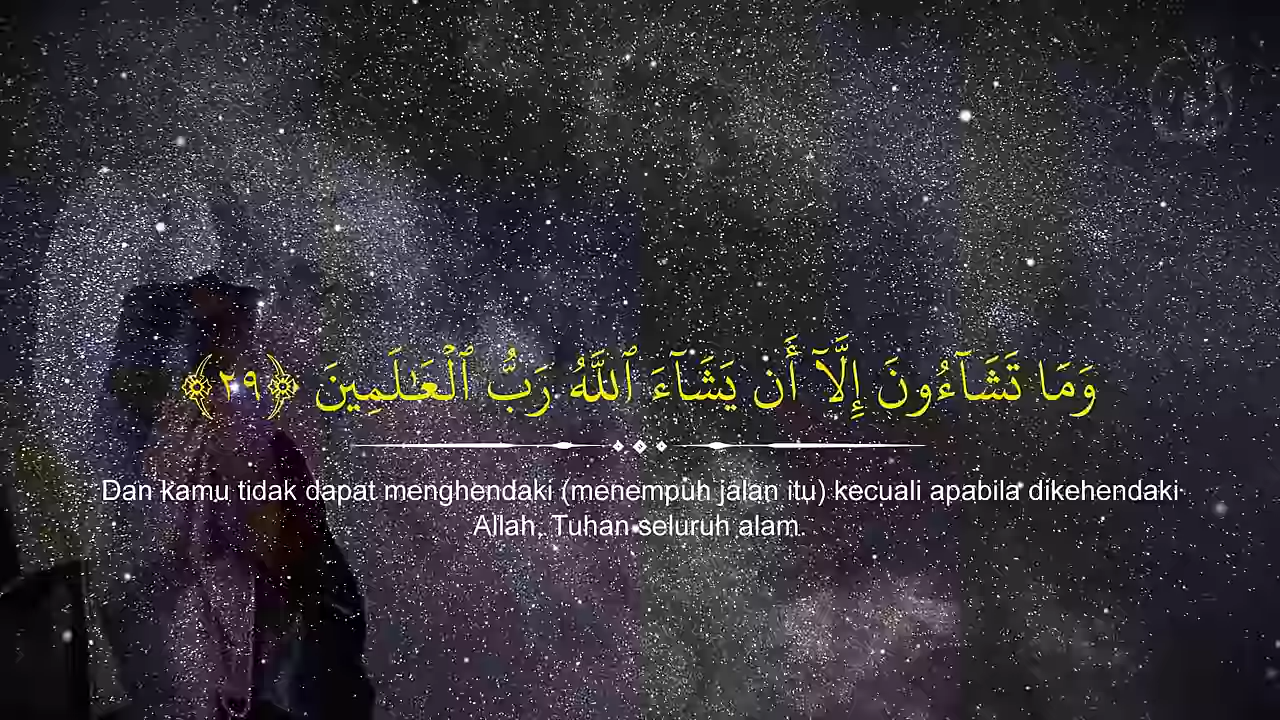 وَمَا تَشَآءُونَ إِلَّآ أَن يَشَآءَ ٱللَّهُ رَبُّ ٱلْعَـٰلَمِينَ ﴿٢٩﴾
Dan kamu tidak dapat menghendaki (menempuh jalan itu) kecuali apabila dikehendaki
Allah, Tuhan seluruh alam.